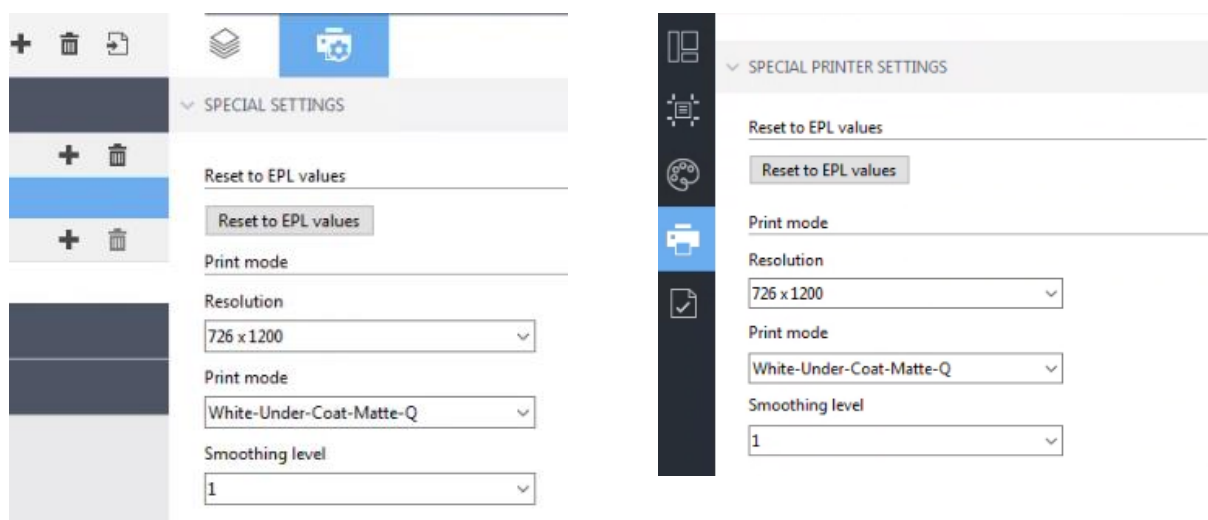 SPECIAL SETTINGS
Reset to EPL values
Reset to EPL values
Print mode
Resolution
726 x 1200
Print mode
White-Under-Coat-Matte-Q
Smoothing level
1
SPECIAL PRINTER SETTINGS
Reset to EPL values
Reset to EPL values
Print mode
Resolution
726 x 1200
Print mode
White-Under-Coat-Matte-Q
Smoothing level
1